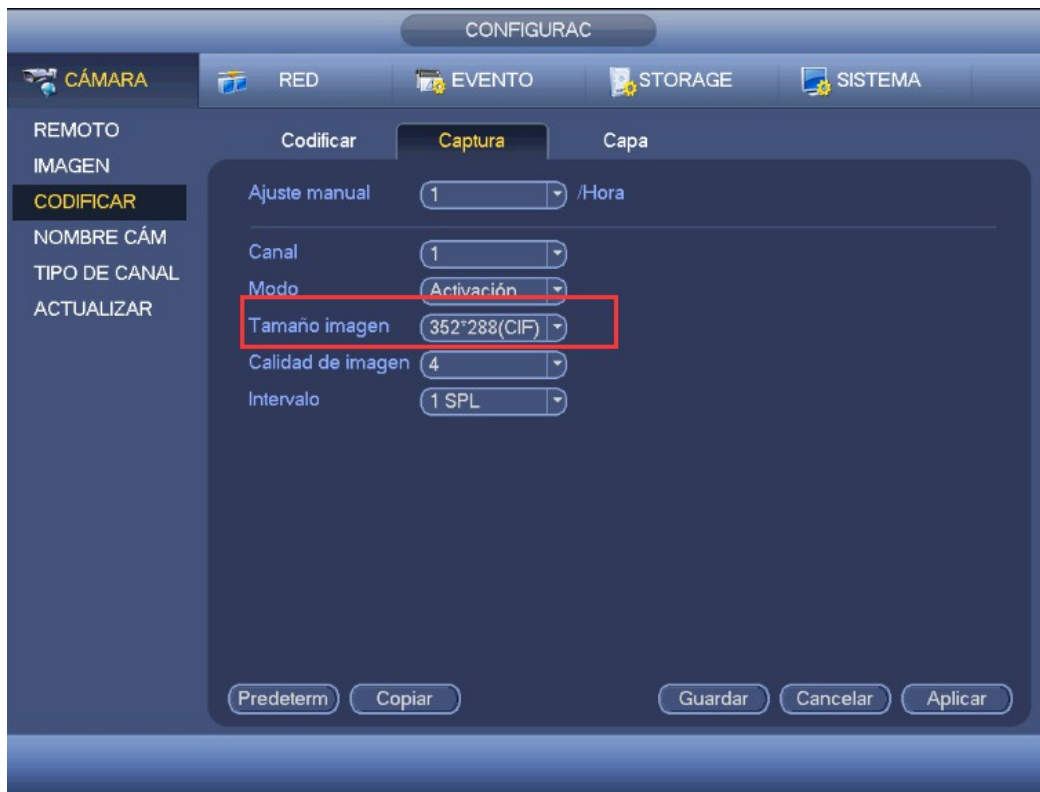 CONFIGURAC
CÁMARA RED EVENTO STORAGE SISTEMA
REMOTO
IMAGEN
CODIFICAR
NOMBRE CÁM
TIPO DE CANAL
ACTUALIZAR
Codificar Captura Capa
Ajuste manual 1 /Hora
Canal 1
Modo Activación
Tamaño imagen 352*288(CIF)
Calidad de imagen 4
Intervalo 1 SPL
Predeterm Copiar Guardar Cancelar Aplicar